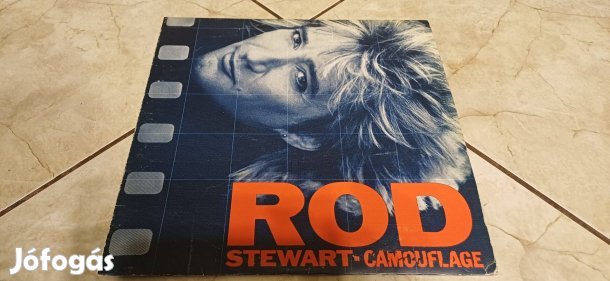 ROD
STEWART - CAMOUFLAGE
Jófogás